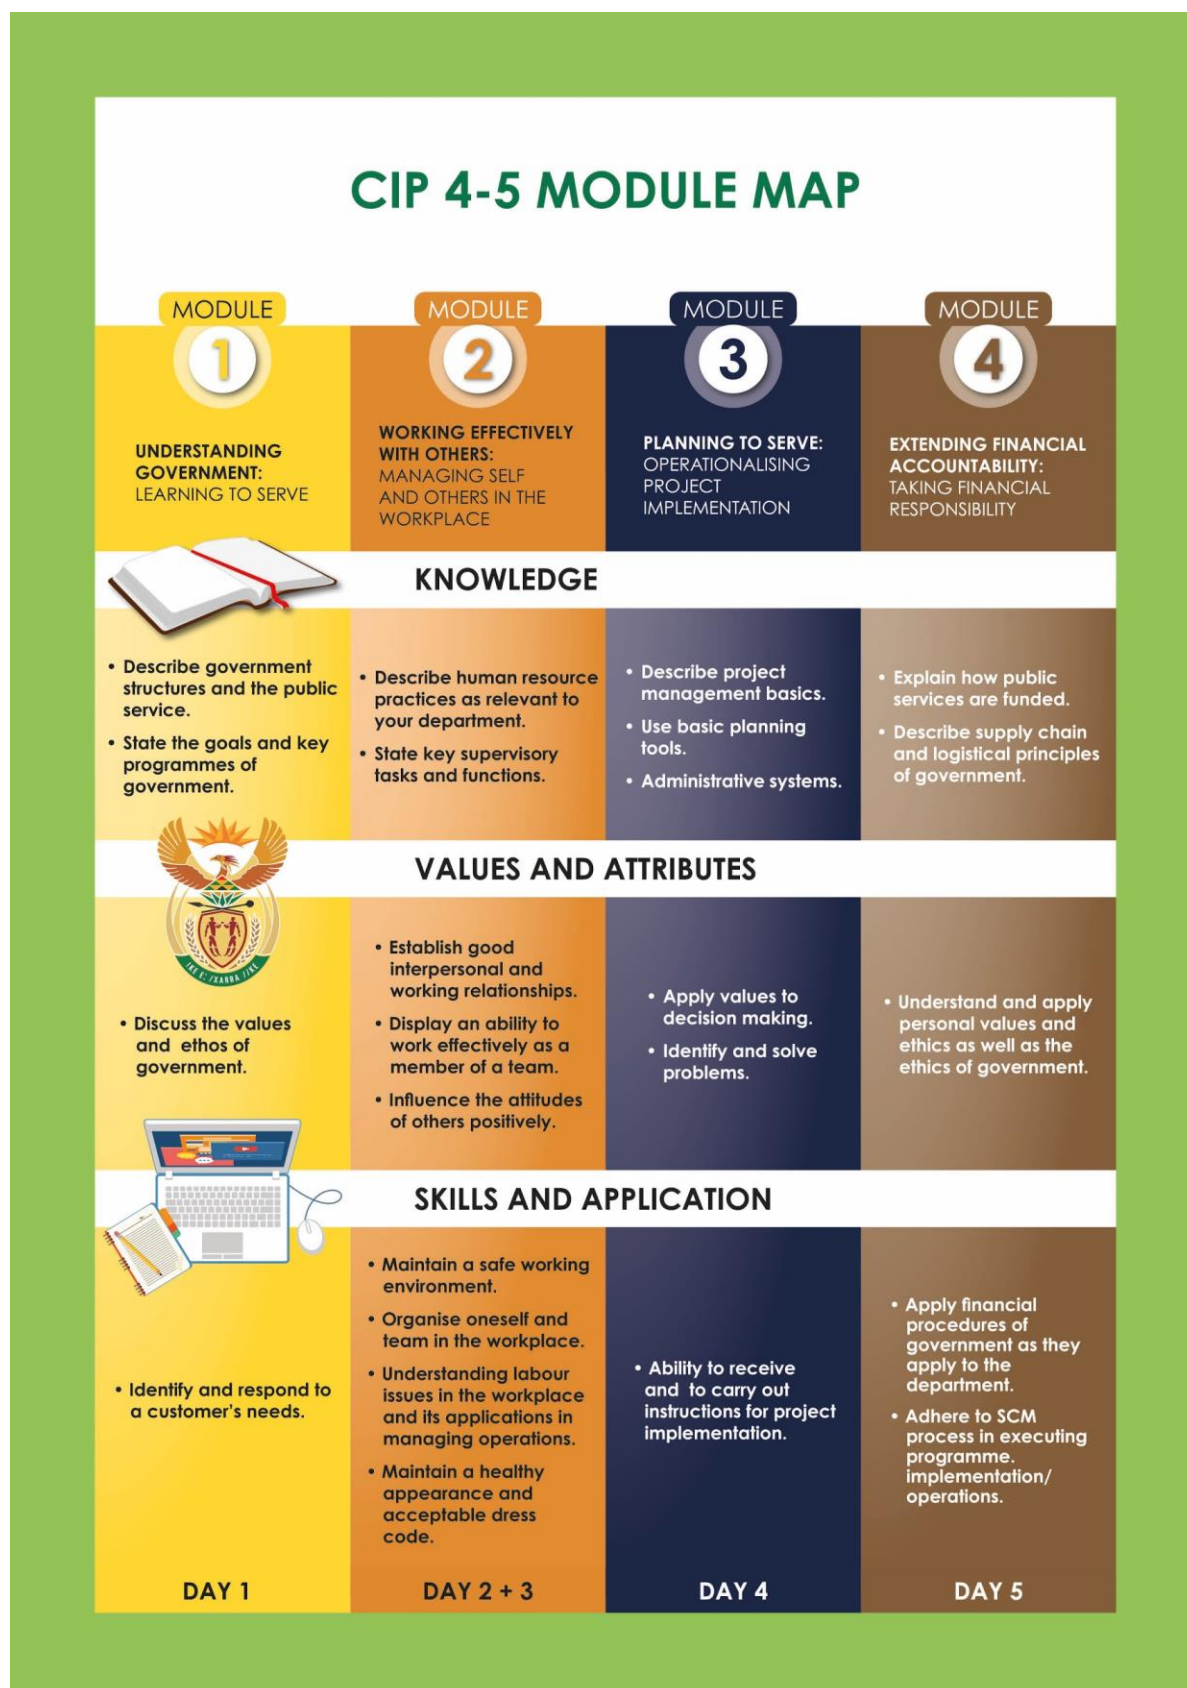 CIP 4-5 MODULE MAP
MODULE
1
UNDERSTANDING
GOVERNMENT:
LEARNING TO SERVE
MODULE
2
WORKING EFFECTIVELY
WITH OTHERS:
MANAGING SELF
AND OTHERS IN THE
WORKPLACE
MODULE
3
PLANNING TO SERVE:
OPERATIONALISING
PROJECT
IMPLEMENTATION
MODULE
4
EXTENDING FINANCIAL
ACCOUNTABILITY:
TAKING FINANCIAL
RESPONSIBILITY
KNOWLEDGE
• Describe government
structures and the public
service.
• State the goals and key
programmes of
government.
• Describe human resource
practices as relevant to
your department.
• State key supervisory
tasks and functions.
• Describe project
management basics.
• Use basic planning
tools.
• Administrative systems.
• Explain how public
services are funded.
• Describe supply chain
and logistical principles
of government.
VALUES AND ATTRIBUTES
!KE E: /XARRA //KE
• Discuss the values
and ethos of
government.
• Establish good
interpersonal and
working relationships.
• Display an ability to
work effectively as a
member of a team.
• Influence the attitudes
of others positively.
• Apply values to
decision making.
• Identify and solve
problems.
• Understand and apply
personal values and
ethics as well as the
ethics of government.
SKILLS AND APPLICATION
• Identify and respond to
a customer's needs.
• Maintain a safe working
environment.
• Organise oneself and
team in the workplace.
• Understanding labour
issues in the workplace
and its applications in
managing operations.
• Maintain a healthy
appearance and
acceptable dress
code.
• Ability to receive
and to carry out
instructions for project
implementation.
• Apply financial
procedures of
government as they
apply to the
department.
• Adhere to SCM
process in executing
programme.
implementation/
operations.
DAY 1
DAY 2 + 3
DAY 4
DAY 5